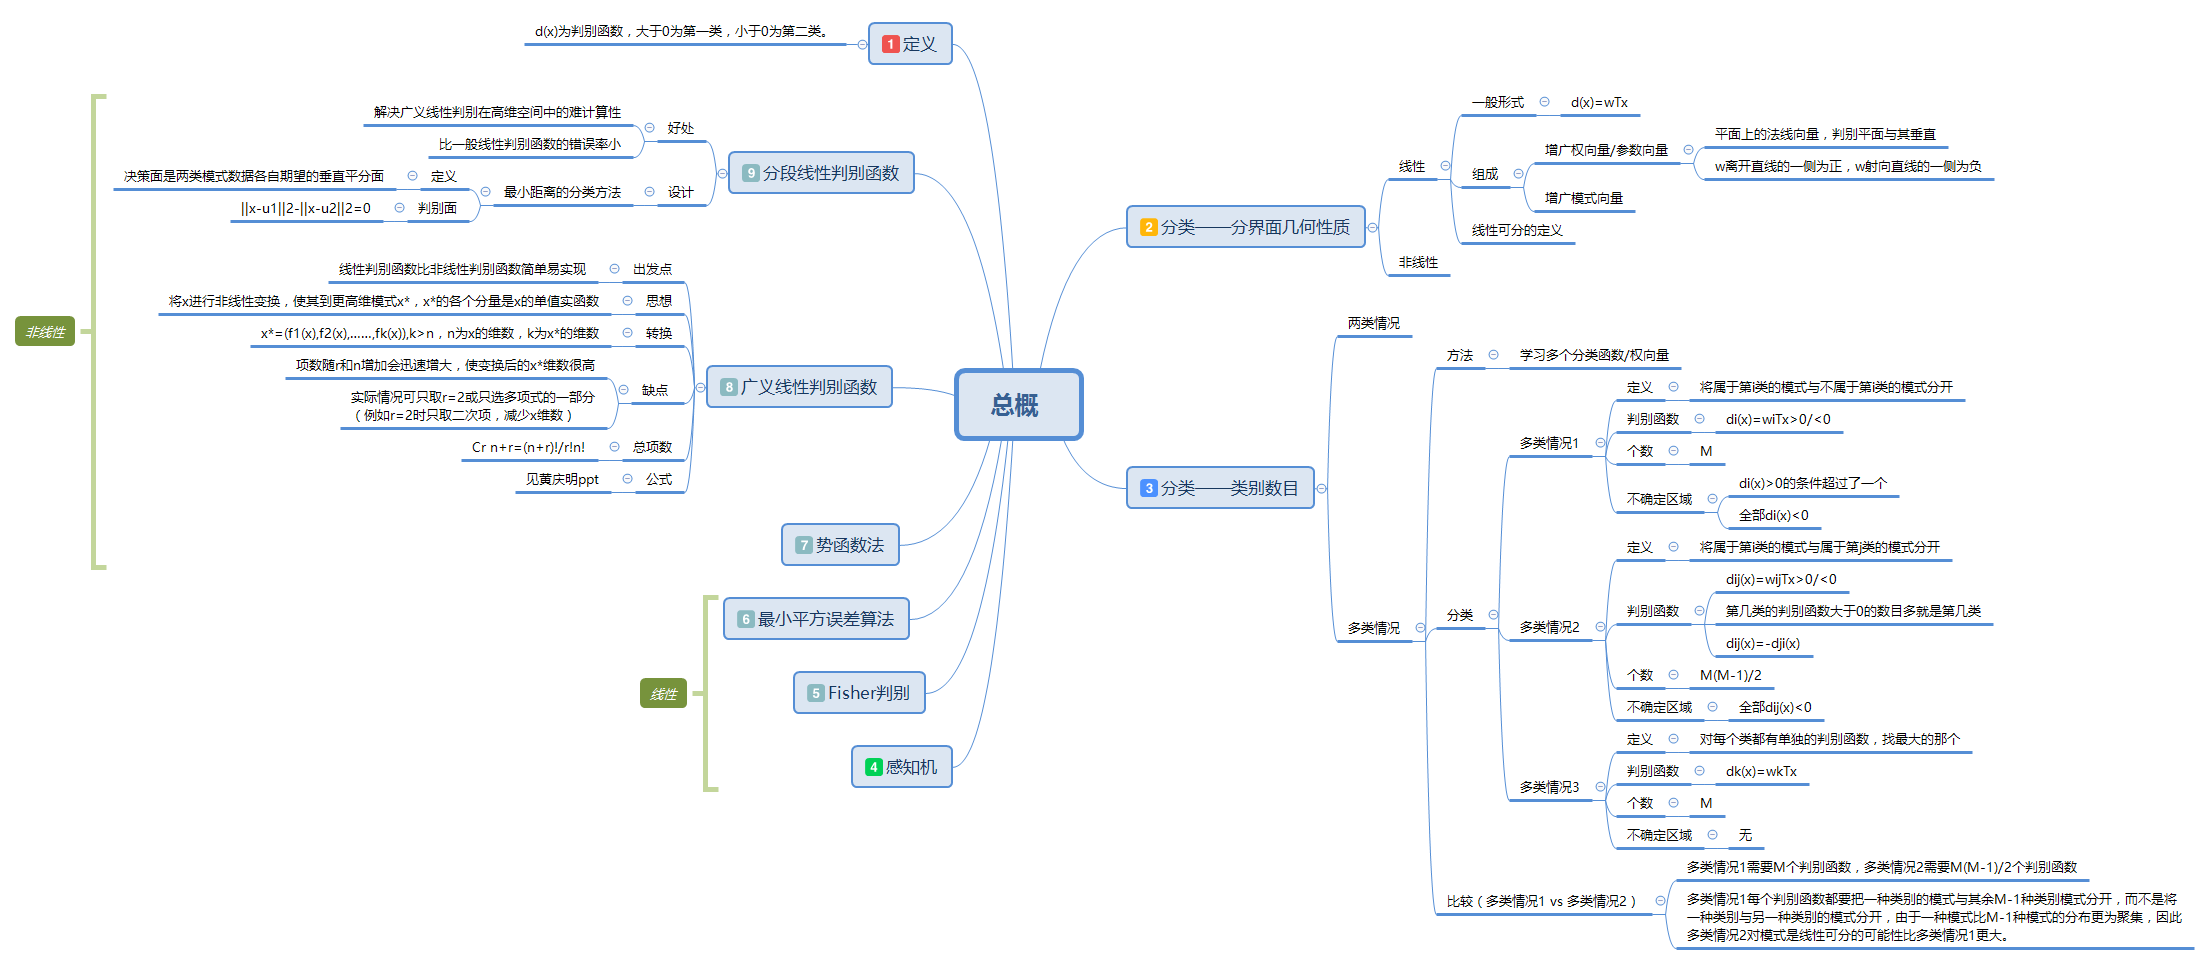 总概
1 定义
d(x)为判别函数，大于0为第一类，小于0为第二类。
2 分类——分界面几何性质
线性
一般形式
d(x)=wTx
组成
增广权向量/参数向量
平面上的法线向量，判别平面与其垂直
w离开直线的一侧为正，w射向直线的一侧为负
增广模式向量
线性可分的定义
非线性
3 分类——类别数目
两类情况
多类情况
方法
学习多个分类函数/权向量
分类
多类情况1
定义
将属于第i类的模式与不属于第i类的模式分开
判别函数
di(x)=wiTx>0/<0
个数
M
不确定区域
di(x)>0的条件超过了一个
全部di(x)<0
多类情况2
定义
将属于第i类的模式与属于第j类的模式分开
判别函数
dij(x)=wijTx>0/<0
第几类的判别函数大于0的数目多就是第几类
dij(x)=-dji(x)
个数
M(M-1)/2
不确定区域
全部dij(x)<0
多类情况3
定义
对每个类都有单独的判别函数，找最大的那个
判别函数
dk(x)=wkTx
个数
M
不确定区域
无
比较（多类情况1 vs 多类情况2）
多类情况1需要M个判别函数，多类情况2需要M(M-1)/2个判别函数
多类情况1每个判别函数都要把一种类别的模式与其余M-1种类别模式分开，而不是将
一种类别与另一种类别的模式分开，由于一种模式比M-1种模式的分布更为聚集，因此
多类情况2对模式是线性可分的可能性比多类情况1更大。
线性
4 感知机
5 Fisher判别
6 最小平方误差算法
非线性
7 势函数法
8 广义线性判别函数
出发点
线性判别函数比非线性判别函数简单易实现
思想
将x进行非线性变换，使其到更高维模式x*，x*的各个分量是x的单值实函数
转换
x*=(f1(x),f2(x),……,fk(x)),k>n，n为x的维数，k为x*的维数
缺点
项数随r和n增加会迅速增大，使变换后的x*维数很高
实际情况可只取r=2或只选多项式的一部分
（例如r=2时只取二次项，减少x维数）
总项数
Cr n+r=(n+r)!/r!n!
公式
见黄庆明ppt
9 分段线性判别函数
好处
解决广义线性判别在高维空间中的难计算性
比一般线性判别函数的错误率小
设计
最小距离的分类方法
定义
决策面是两类模式数据各自期望的垂直平分面
判别面
||x-u1||2-||x-u2||2=0